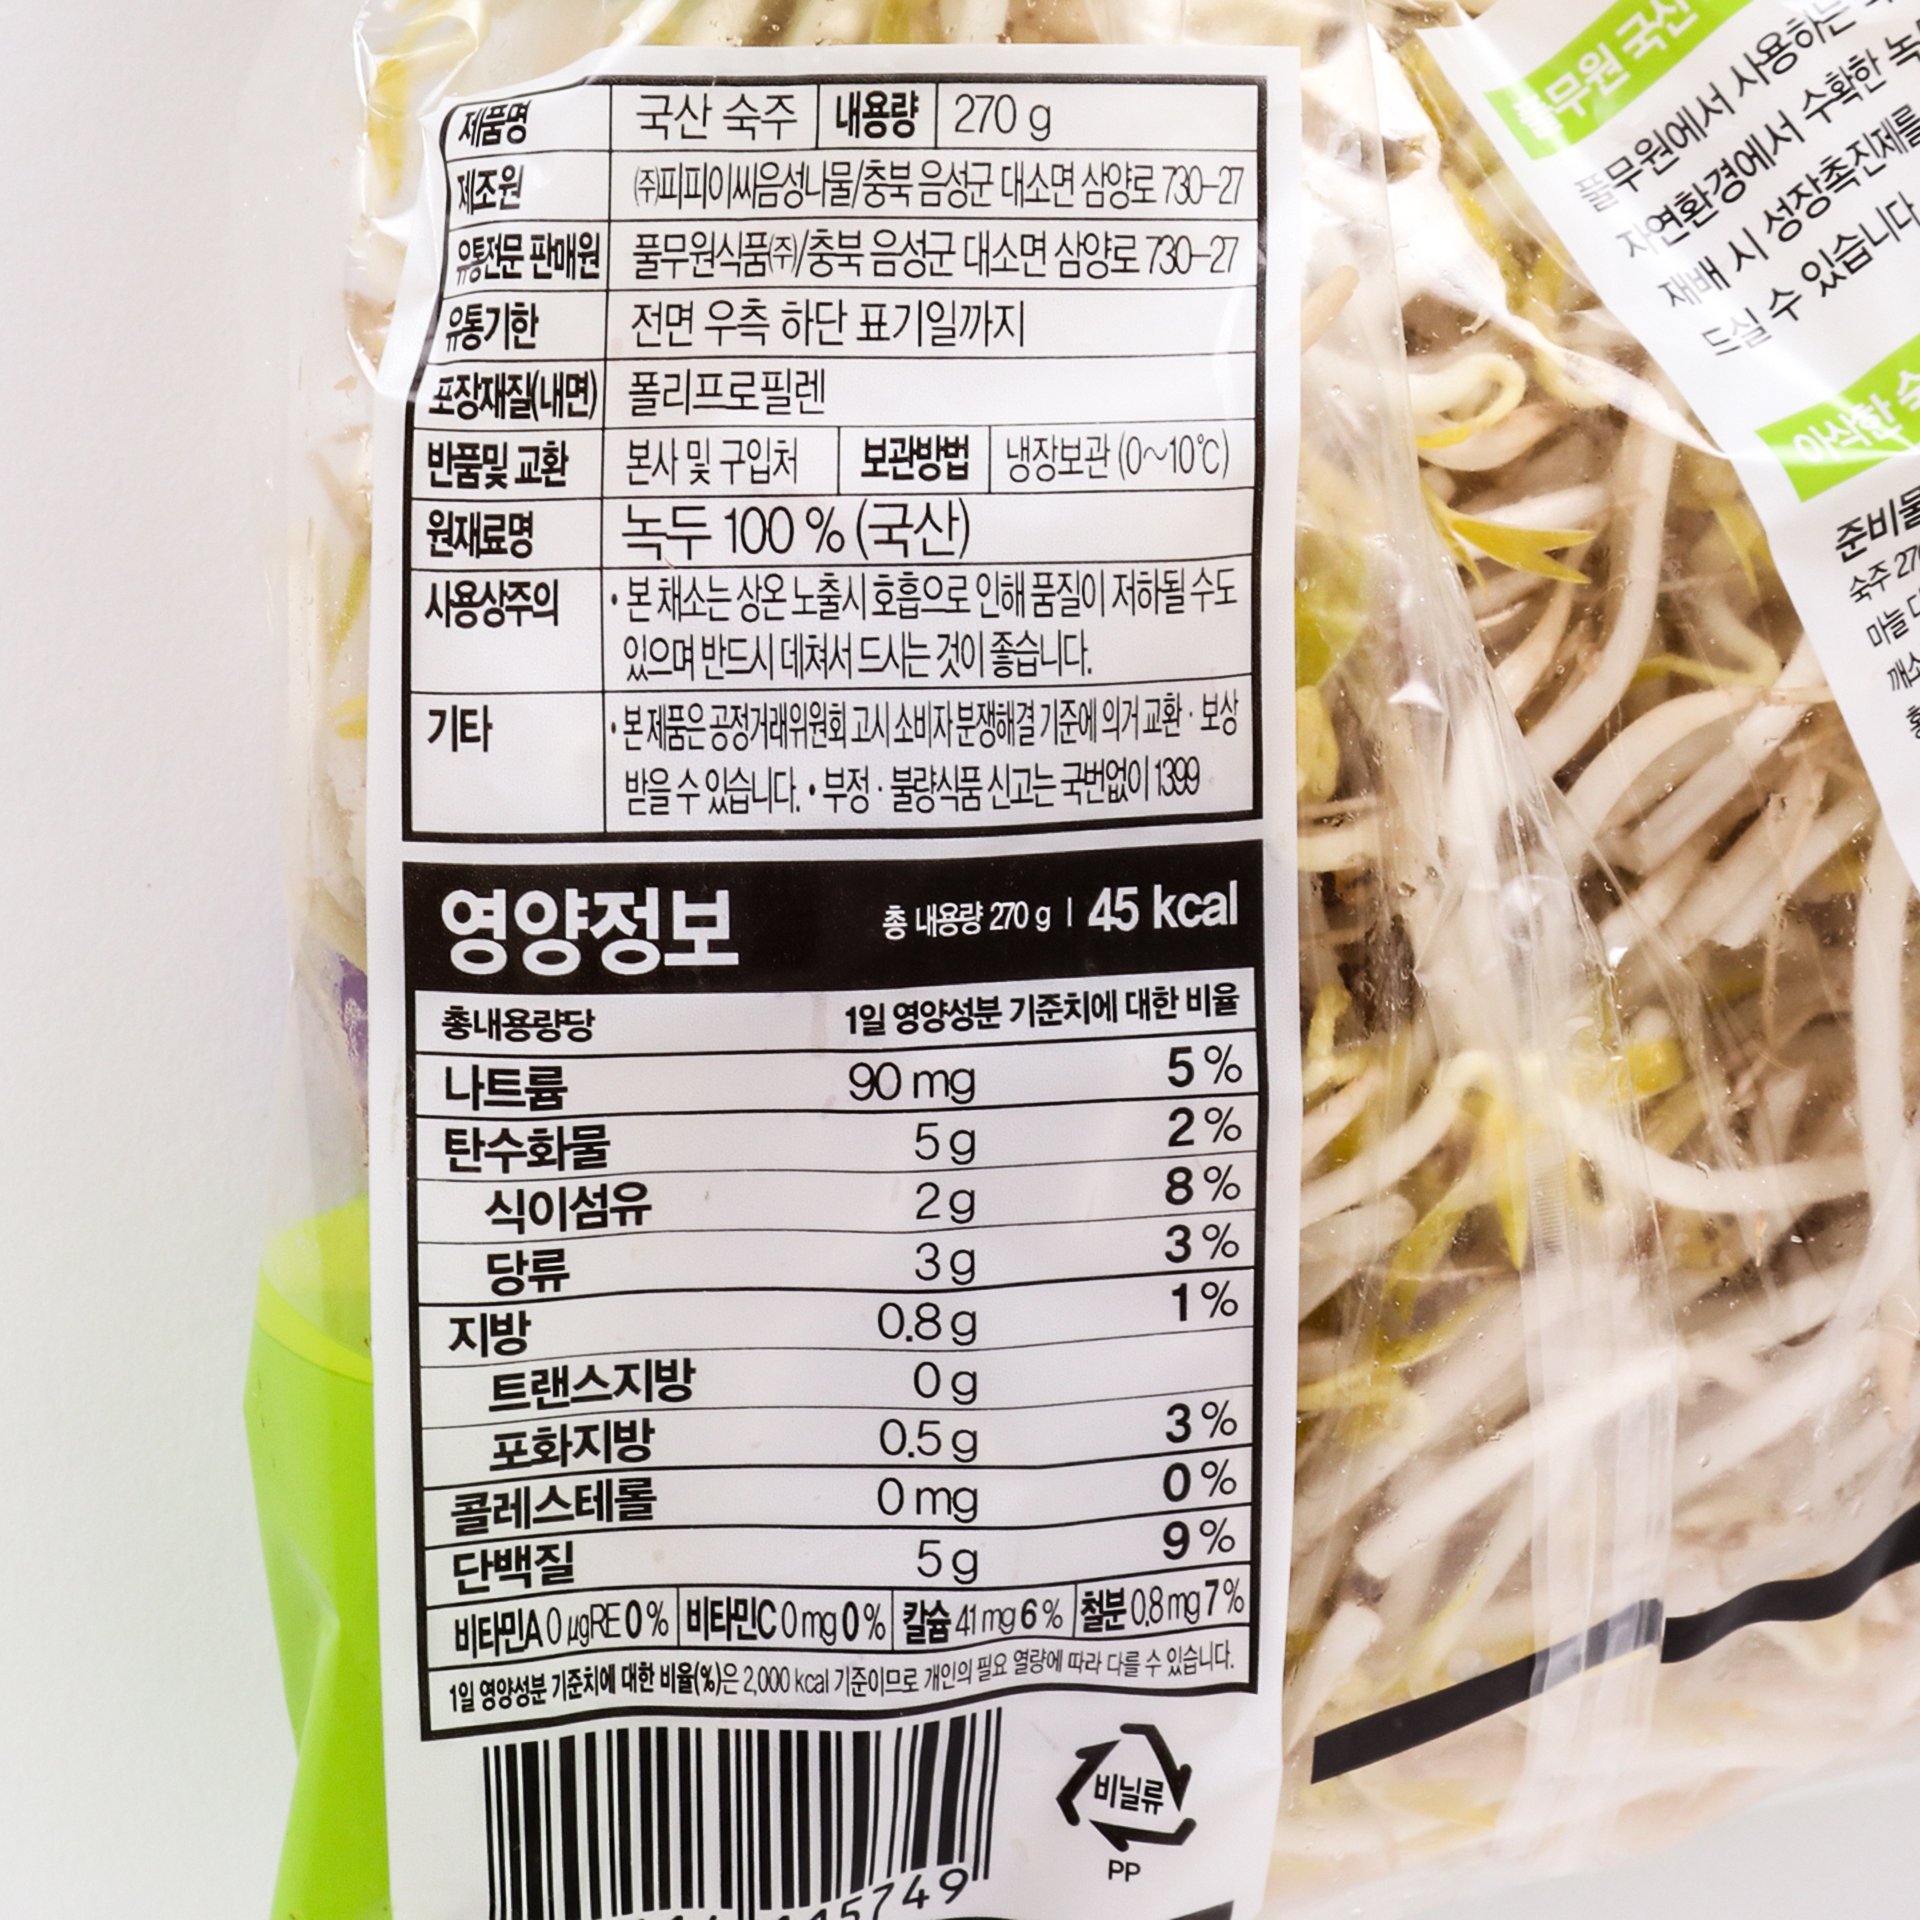 제품명 국산 숙주 내용량 270 g
제조원 ㈜피피이씨음성나물/충북 음성군 대소면 삼양로 730-27
유통전문 판매원 풀무원식품㈜/충북 음성군 대소면 삼양로 730-27
유통기한 전면 우측 하단 표기일까지
포장재질(내면) 폴리프로필렌
반품및 교환 본사 및 구입처 보관방법 냉장보관 (0~10℃)
원재료명 녹두 100 % (국산)
사용상주의 • 본 채소는 상온 노출시 호흡으로 인해 품질이 저하될 수도
있으며 반드시 데쳐서 드시는 것이 좋습니다.
기타 • 본 제품은 공정거래위원회 고시 소비자 분쟁해결 기준에 의거 교환 · 보상
받을 수 있습니다. • 부정 · 불량식품 신고는 국번없이 1399
영양정보 총 내용량 270 g | 45 kcal
총내용량당 1일 영양성분 기준치에 대한 비율
나트륨 90 mg 5 %
탄수화물 5 g 2 %
식이섬유 2 g 8 %
당류 3 g 3 %
지방 0.8 g 1 %
트랜스지방 0 g
포화지방 0.5 g 3 %
콜레스테롤 0 mg 0 %
단백질 5 g 9 %
비타민A 0 µgRE 0 % 비타민C 0 mg 0 % 칼슘 41 mg 6 % 철분 0.8 mg 7 %
1일 영양성분 기준치에 대한 비율(%)은 2,000 kcal 기준이므로 개인의 필요 열량에 따라 다를 수 있습니다.
비닐류
PP
5749
풀무원 국산
풀무원에서 사용하는
자연환경에서 수확한
재배 시 성장촉진제를
드실 수 있습니다
아삭한
준비물
숙주
마늘